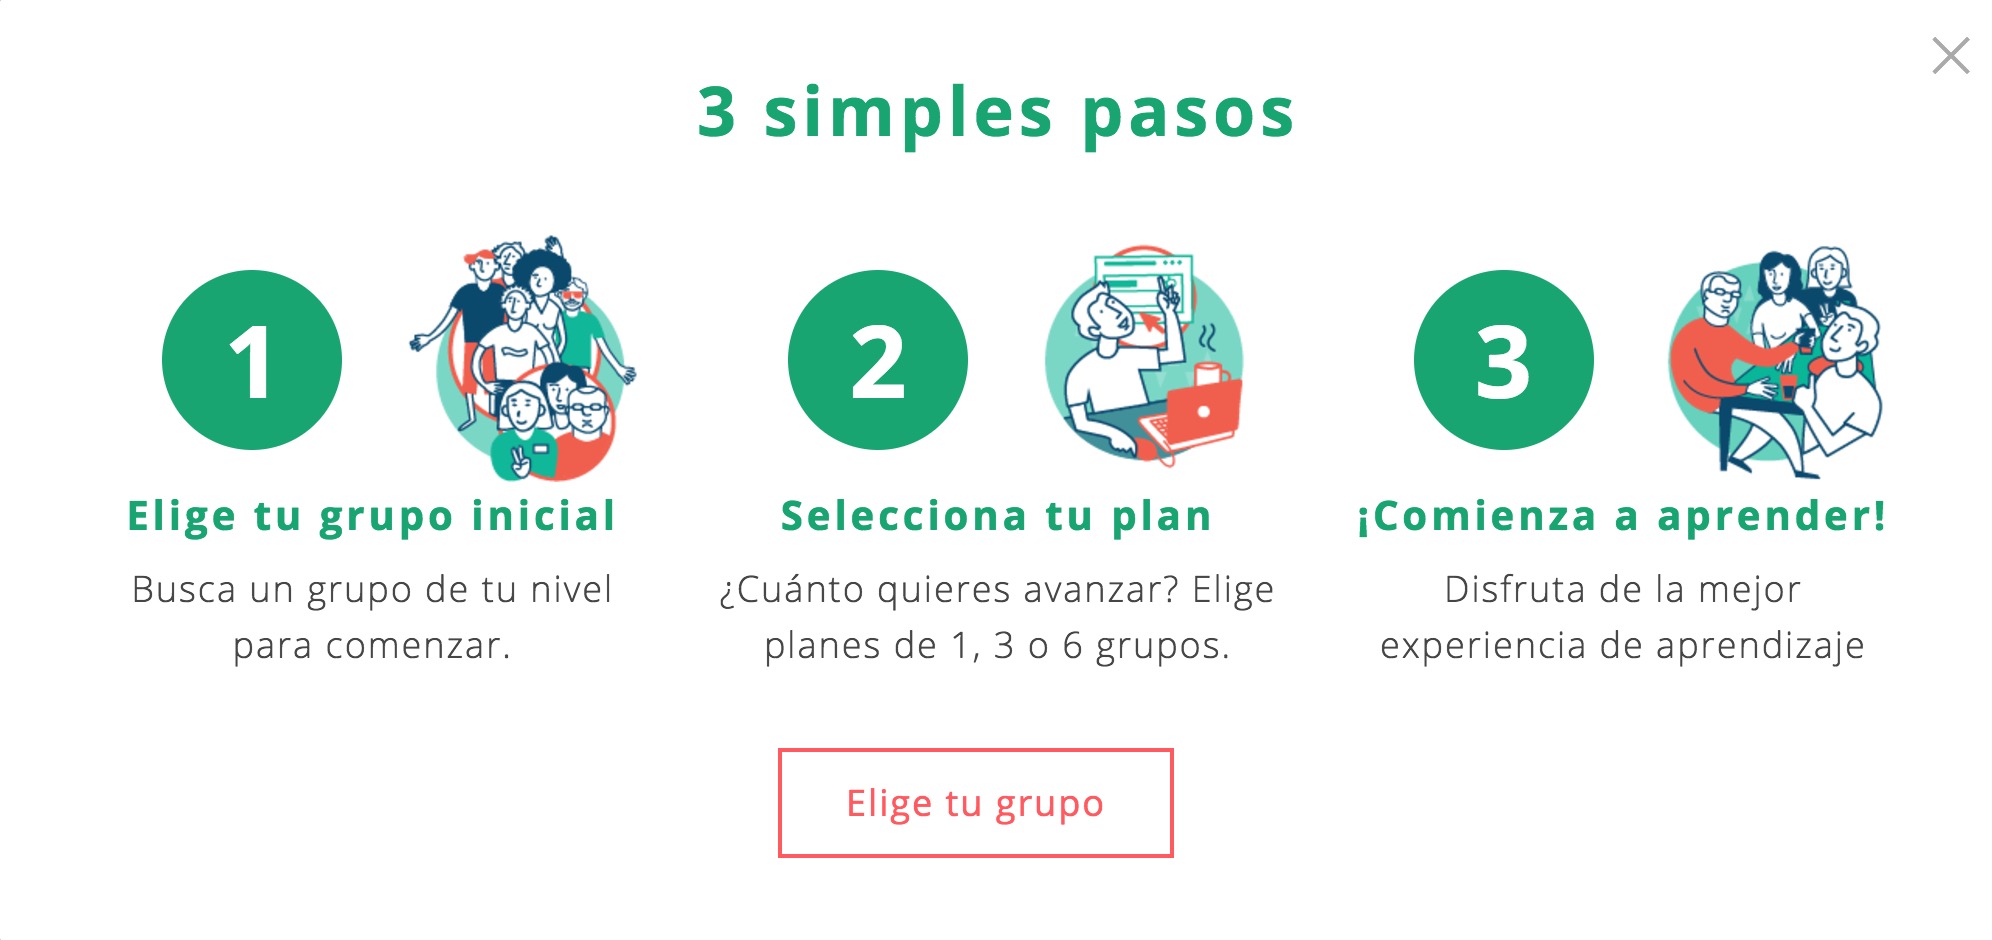 3 simples pasos
1
2
3
Elige tu grupo inicial
Busca un grupo de tu nivel
para comenzar.
Selecciona tu plan
¿Cuánto quieres avanzar? Elige
planes de 1, 3 o 6 grupos.
¡Comienza a aprender!
Disfruta de la mejor
experiencia de aprendizaje
Elige tu grupo